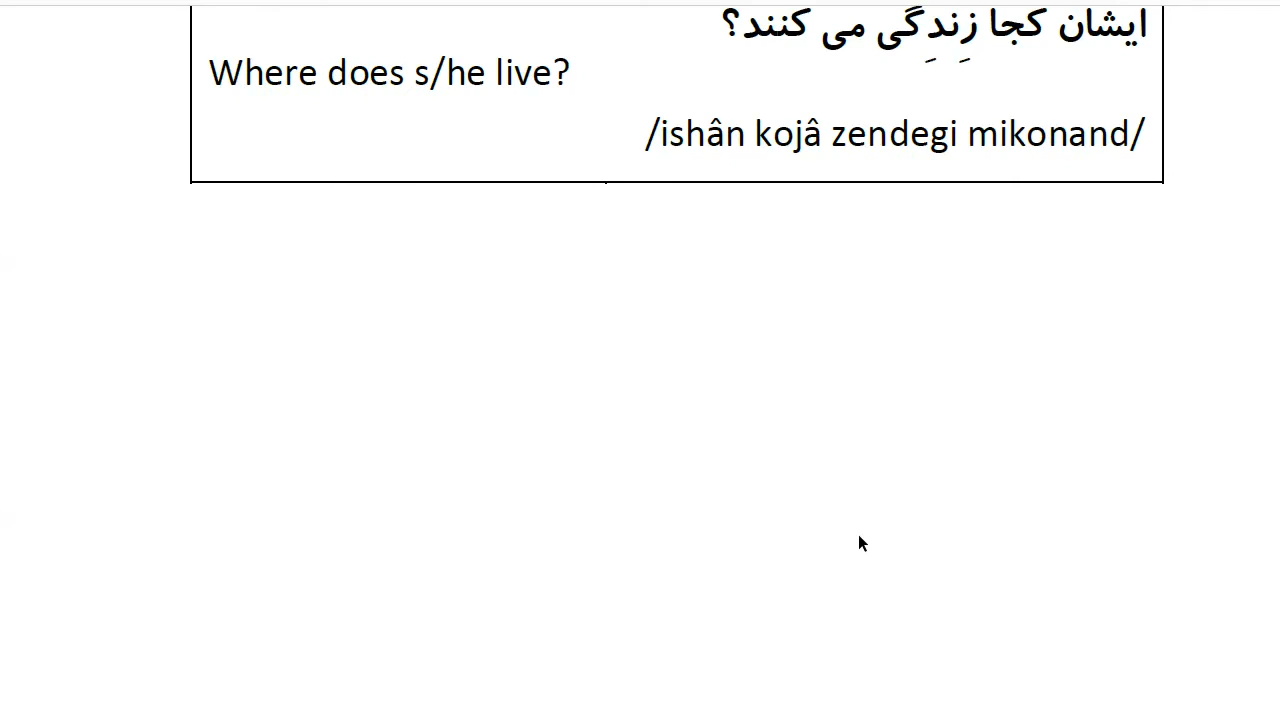 ایشان کجا زِندِگی می کنند؟
Where does s/he live?
/ishân kojâ zendegi mikonand/